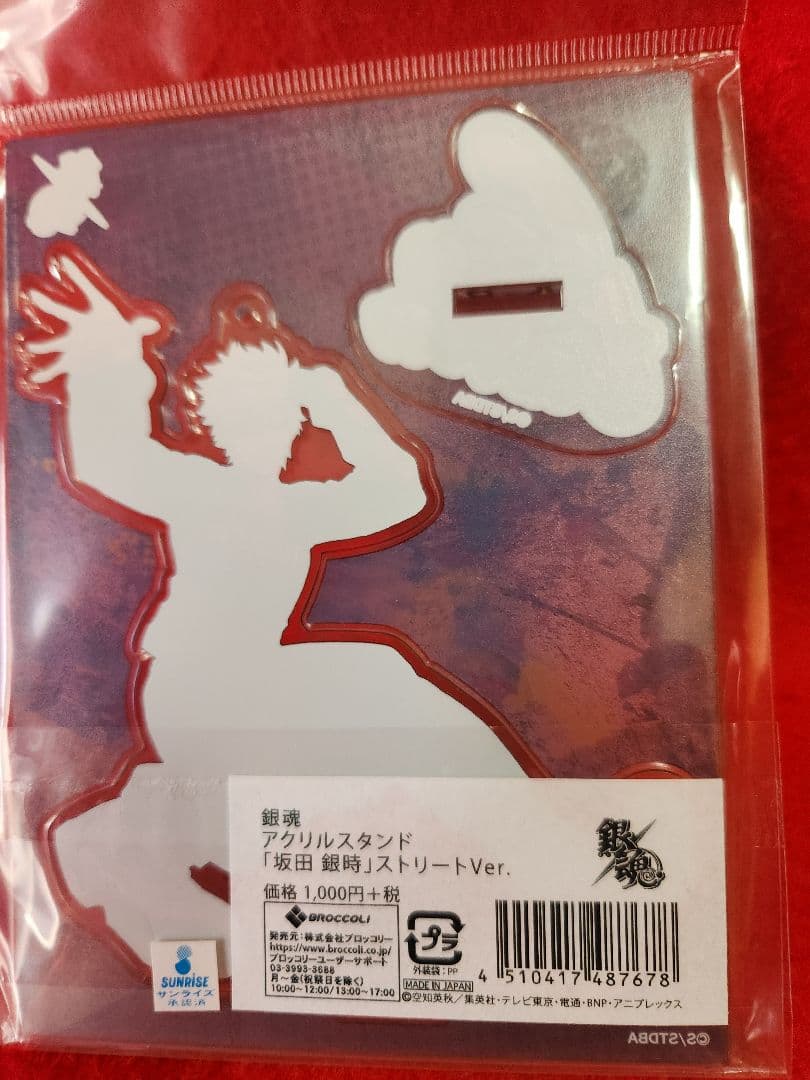 銀魂
アクリルスタンド
「坂田 銀時」ストリートVer.
価格 1,000円+税
銀魂
BROCCOLI
発売元:株式会社ブロッコリー
https://www.broccoli.co.jp/
ブロッコリーユーザーサポート
03-3993-3688
月～金(祝祭日を除く)
10:00~12:00/13:00~17:00
プラ
外装袋:PP
MADE IN JAPAN
4 510417 487678
©空知英秋/集英社・テレビ東京・電通・BNP・アニプレックス
SUNRISE
サンライズ
承認済
©S/STDBA